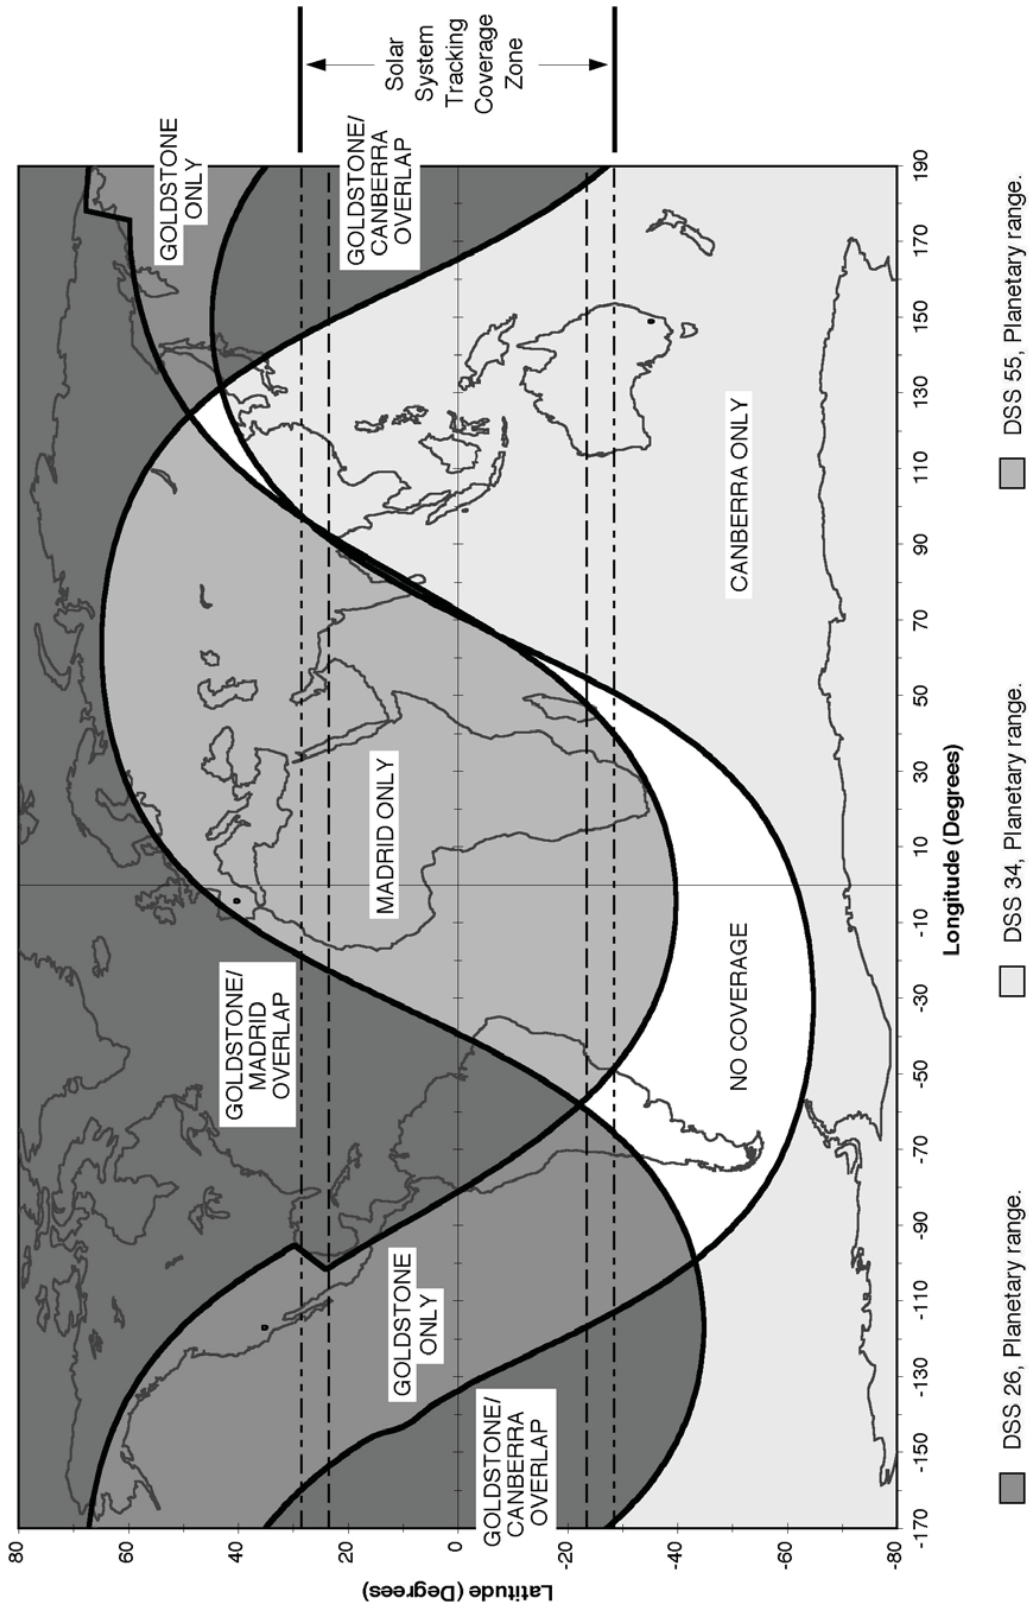 Solar
System
Tracking
Coverage
Zone
GOLDSTONE
ONLY
GOLDSTONE/
CANBERRA
OVERLAP
GOLDSTONE/
MADRID
OVERLAP
MADRID ONLY
CANBERRA ONLY
NO COVERAGE
GOLDSTONE
ONLY
GOLDSTONE/
CANBERRA
OVERLAP
80
60
40
20
0
-20
-40
-60
-80
Latitude (Degrees)
-170
-150
-130
-110
-90
-70
-50
-30
-10
10
30
50
70
90
110
130
150
170
190
Longitude (Degrees)
DSS 26, Planetary range.
DSS 34, Planetary range.
DSS 55, Planetary range.